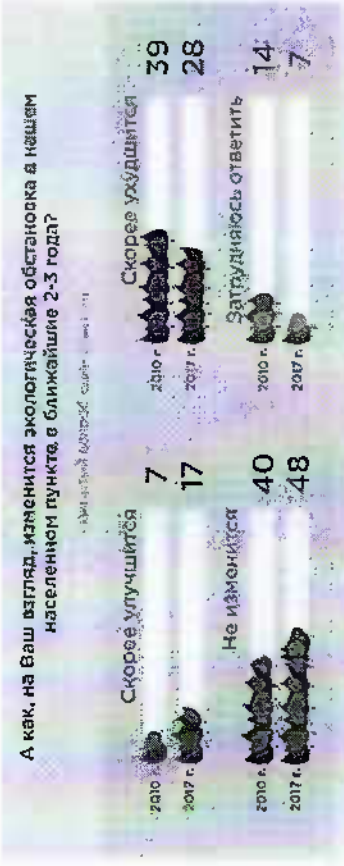 А как, на Ваш взгляд, изменится экологическая обстановка в нашем
населенном пункте в ближайшие 2-3 года?
Скорее улучшится
2010 г. 7
2017 г. 17
Скорее ухудшится
2010 г. 39
2017 г. 28
Не изменится
2010 г. 40
2017 г. 48
Затрудняюсь ответить
2010 г. 14
2017 г. 7